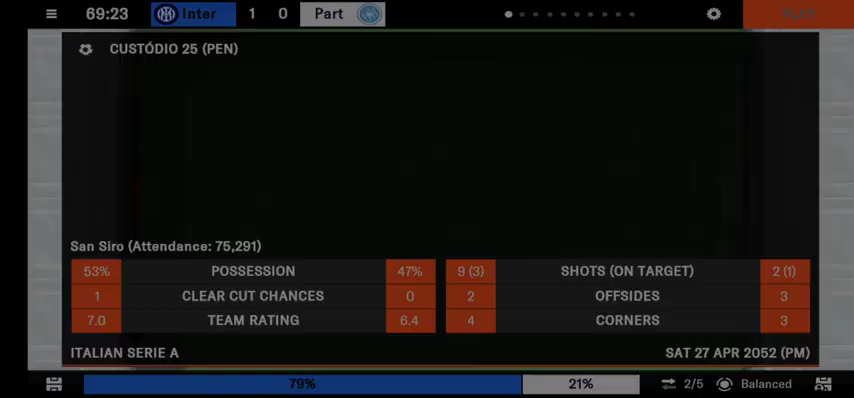 69:23 Inter 1 0 Part PLAY
CUSTÓDIO 25 (PEN)
San Siro (Attendance: 75,291)
53% POSSESSION 47% 9 (3) SHOTS (ON TARGET) 2 (1)
1 CLEAR CUT CHANCES 0 2 OFFSIDES 3
7.0 TEAM RATING 6.4 4 CORNERS 3
ITALIAN SERIE A SAT 27 APR 2052 (PM)
79% 21% 2/5 Balanced